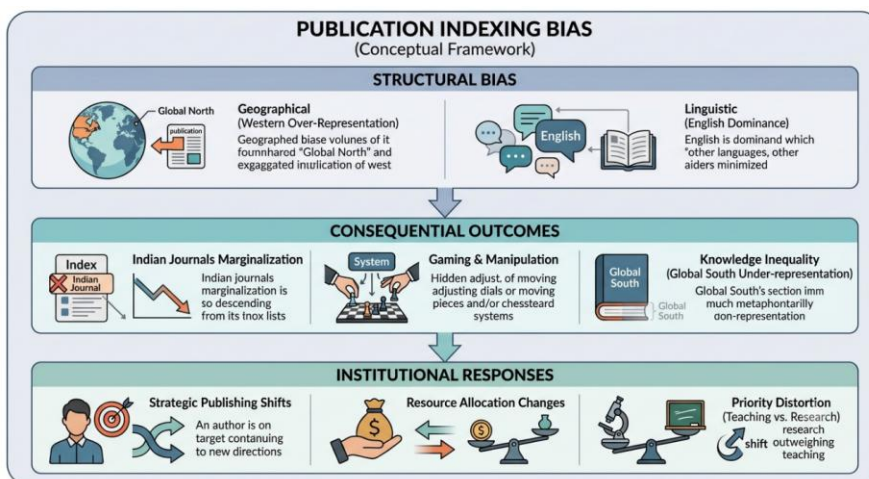 PUBLICATION INDEXING BIAS
(Conceptual Framework)
STRUCTURAL BIAS
Global North
publication
Geographical
(Western Over-Representation)
Geographed biase volumes of it
founnhared "Global North" and
exgaggated inullication of west
English
Linguistic
(English Dominance)
English is dominand which
"other languages, other
aiders minimized
CONSEQUENTIAL OUTCOMES
Index
Indian
Journal
Indian Journals Marginalization
Indian journals
marginalization is
so descending
from its tnox lists
System
Gaming & Manipulation
Hidden adjust. of moving
adjusting dials or moving
pieces and/or chessteard
systems
Global
South
Global
South
Knowledge Inequality
(Global South Under-representation)
Global South's section imm
much metaphontarilly
oon-representation
INSTITUTIONAL RESPONSES
Strategic Publishing Shifts
An author is on
target contanuing
to new directions
Resource Allocation Changes
$
$
Priority Distortion
(Teaching vs. Research)
shift
research
outweighing
teaching